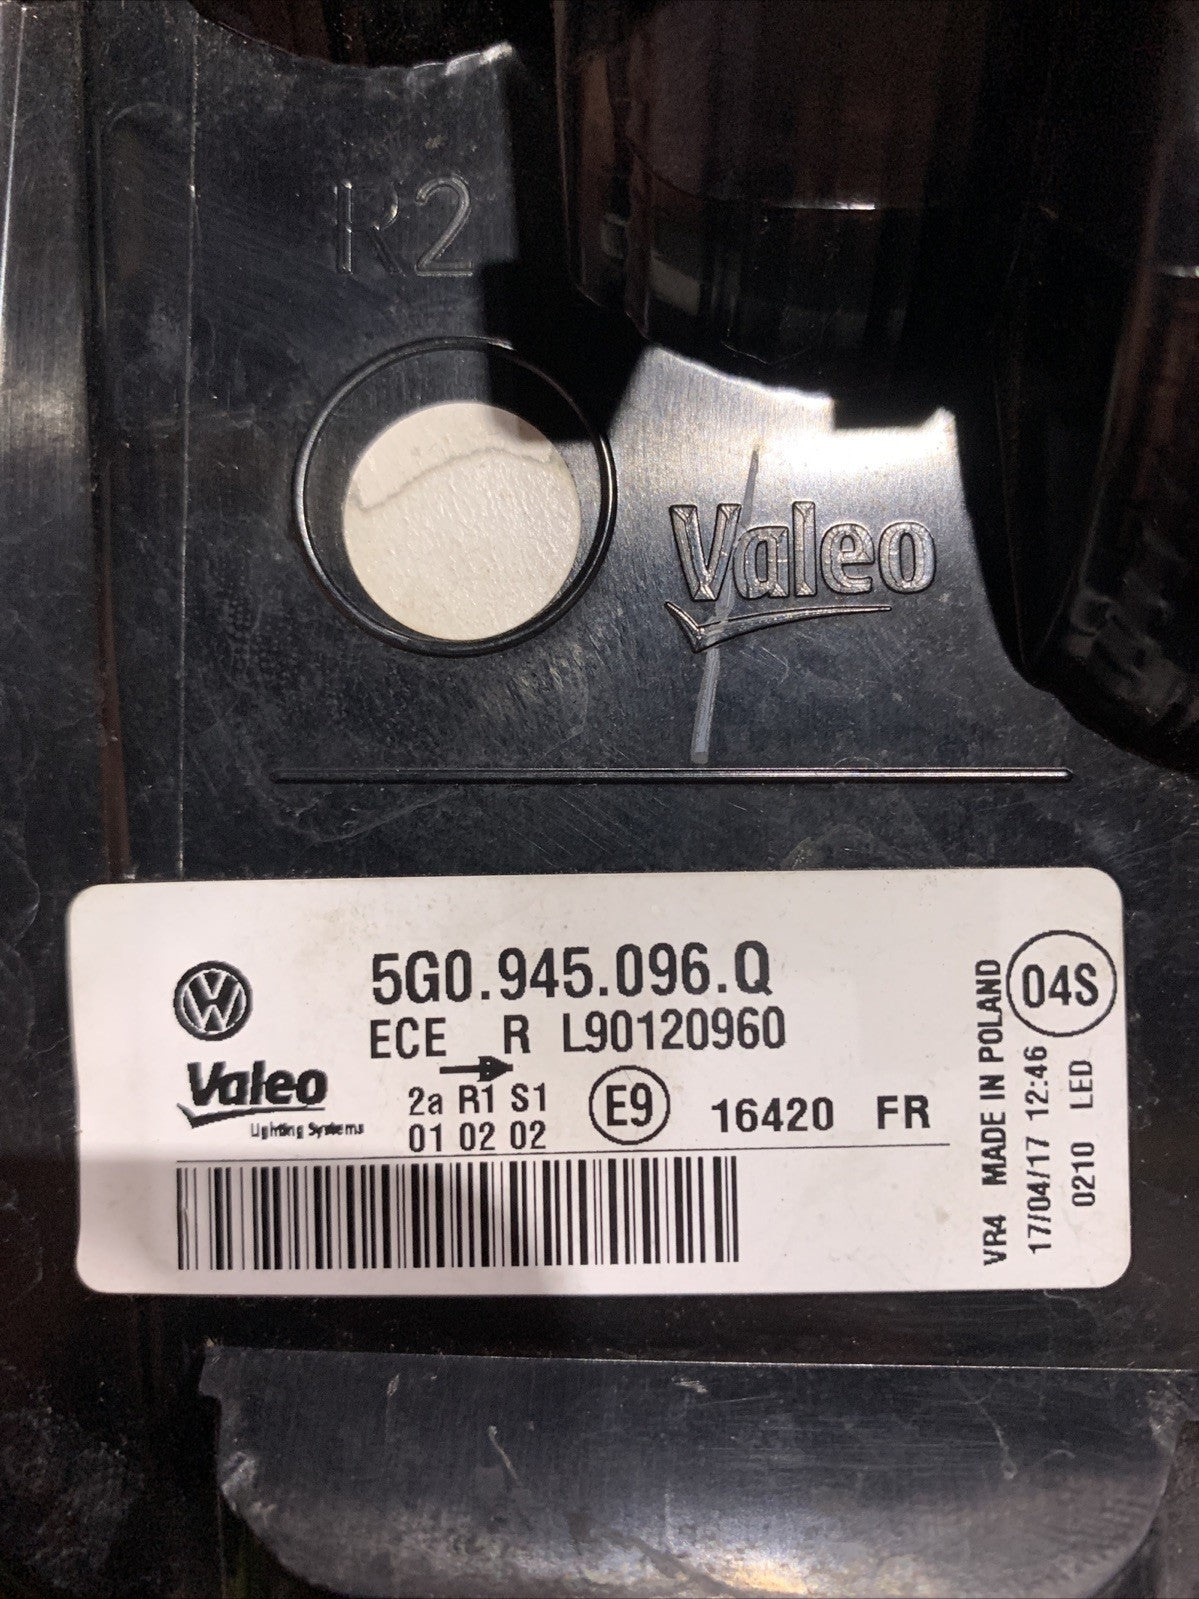 R2
Valeo
5G0.945.096.Q
ECE R L90120960
Valeo
Lighting Systems
2a R1 S1
01 02 02
E9
16420 FR
04S
VR4 MADE IN POLAND
17/04/17 12:46
0210 LED